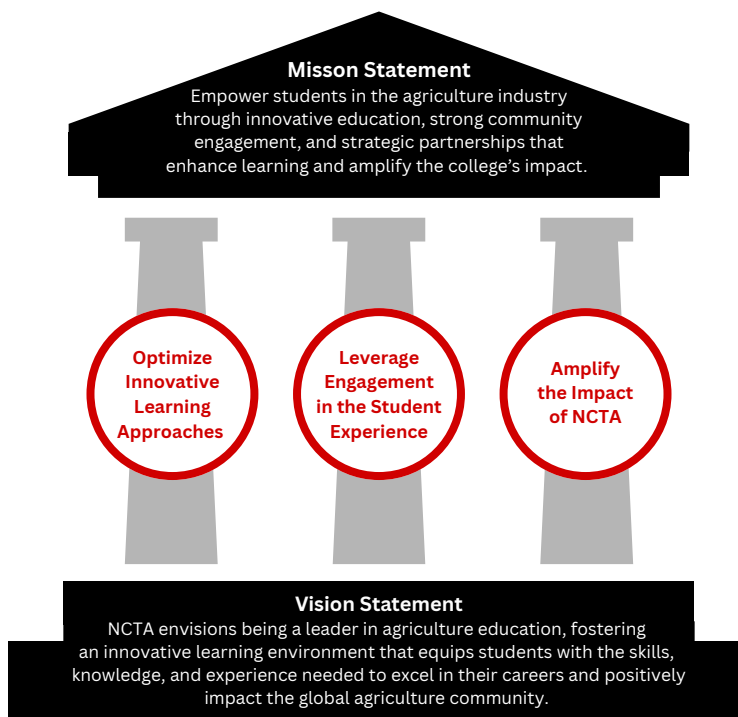 Misson Statement
Empower students in the agriculture industry
through innovative education, strong community
engagement, and strategic partnerships that
enhance learning and amplify the college’s impact.
Optimize
Innovative
Learning
Approaches
Leverage
Engagement
in the Student
Experience
Amplify
the Impact
of NCTA
Vision Statement
NCTA envisions being a leader in agriculture education, fostering
an innovative learning environment that equips students with the skills,
knowledge, and experience needed to excel in their careers and positively
impact the global agriculture community.